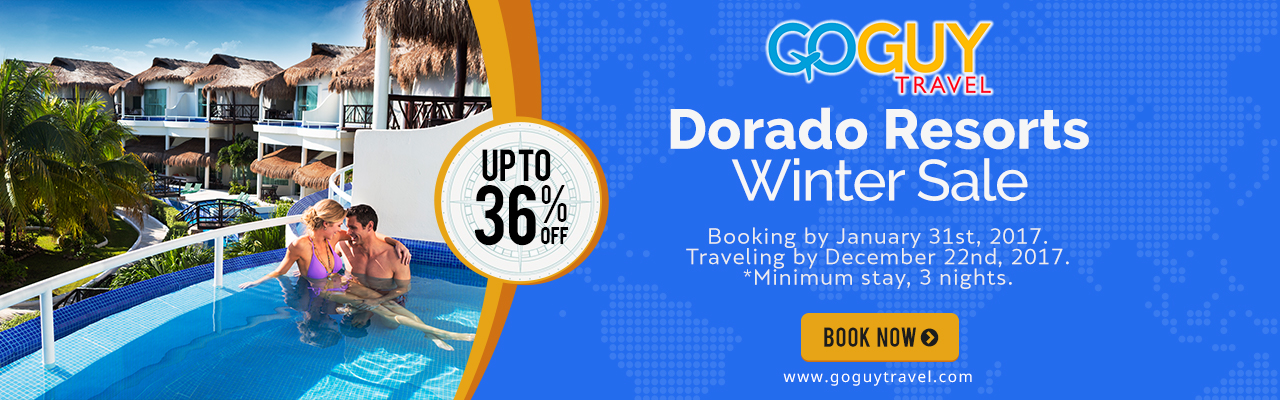 UP TO
36%
OFF
GOGUY
TRAVEL
Dorado Resorts
Winter Sale
Booking by January 31st, 2017.
Traveling by December 22nd, 2017.
*Minimum stay, 3 nights.
BOOK NOW
www.goguytravel.com